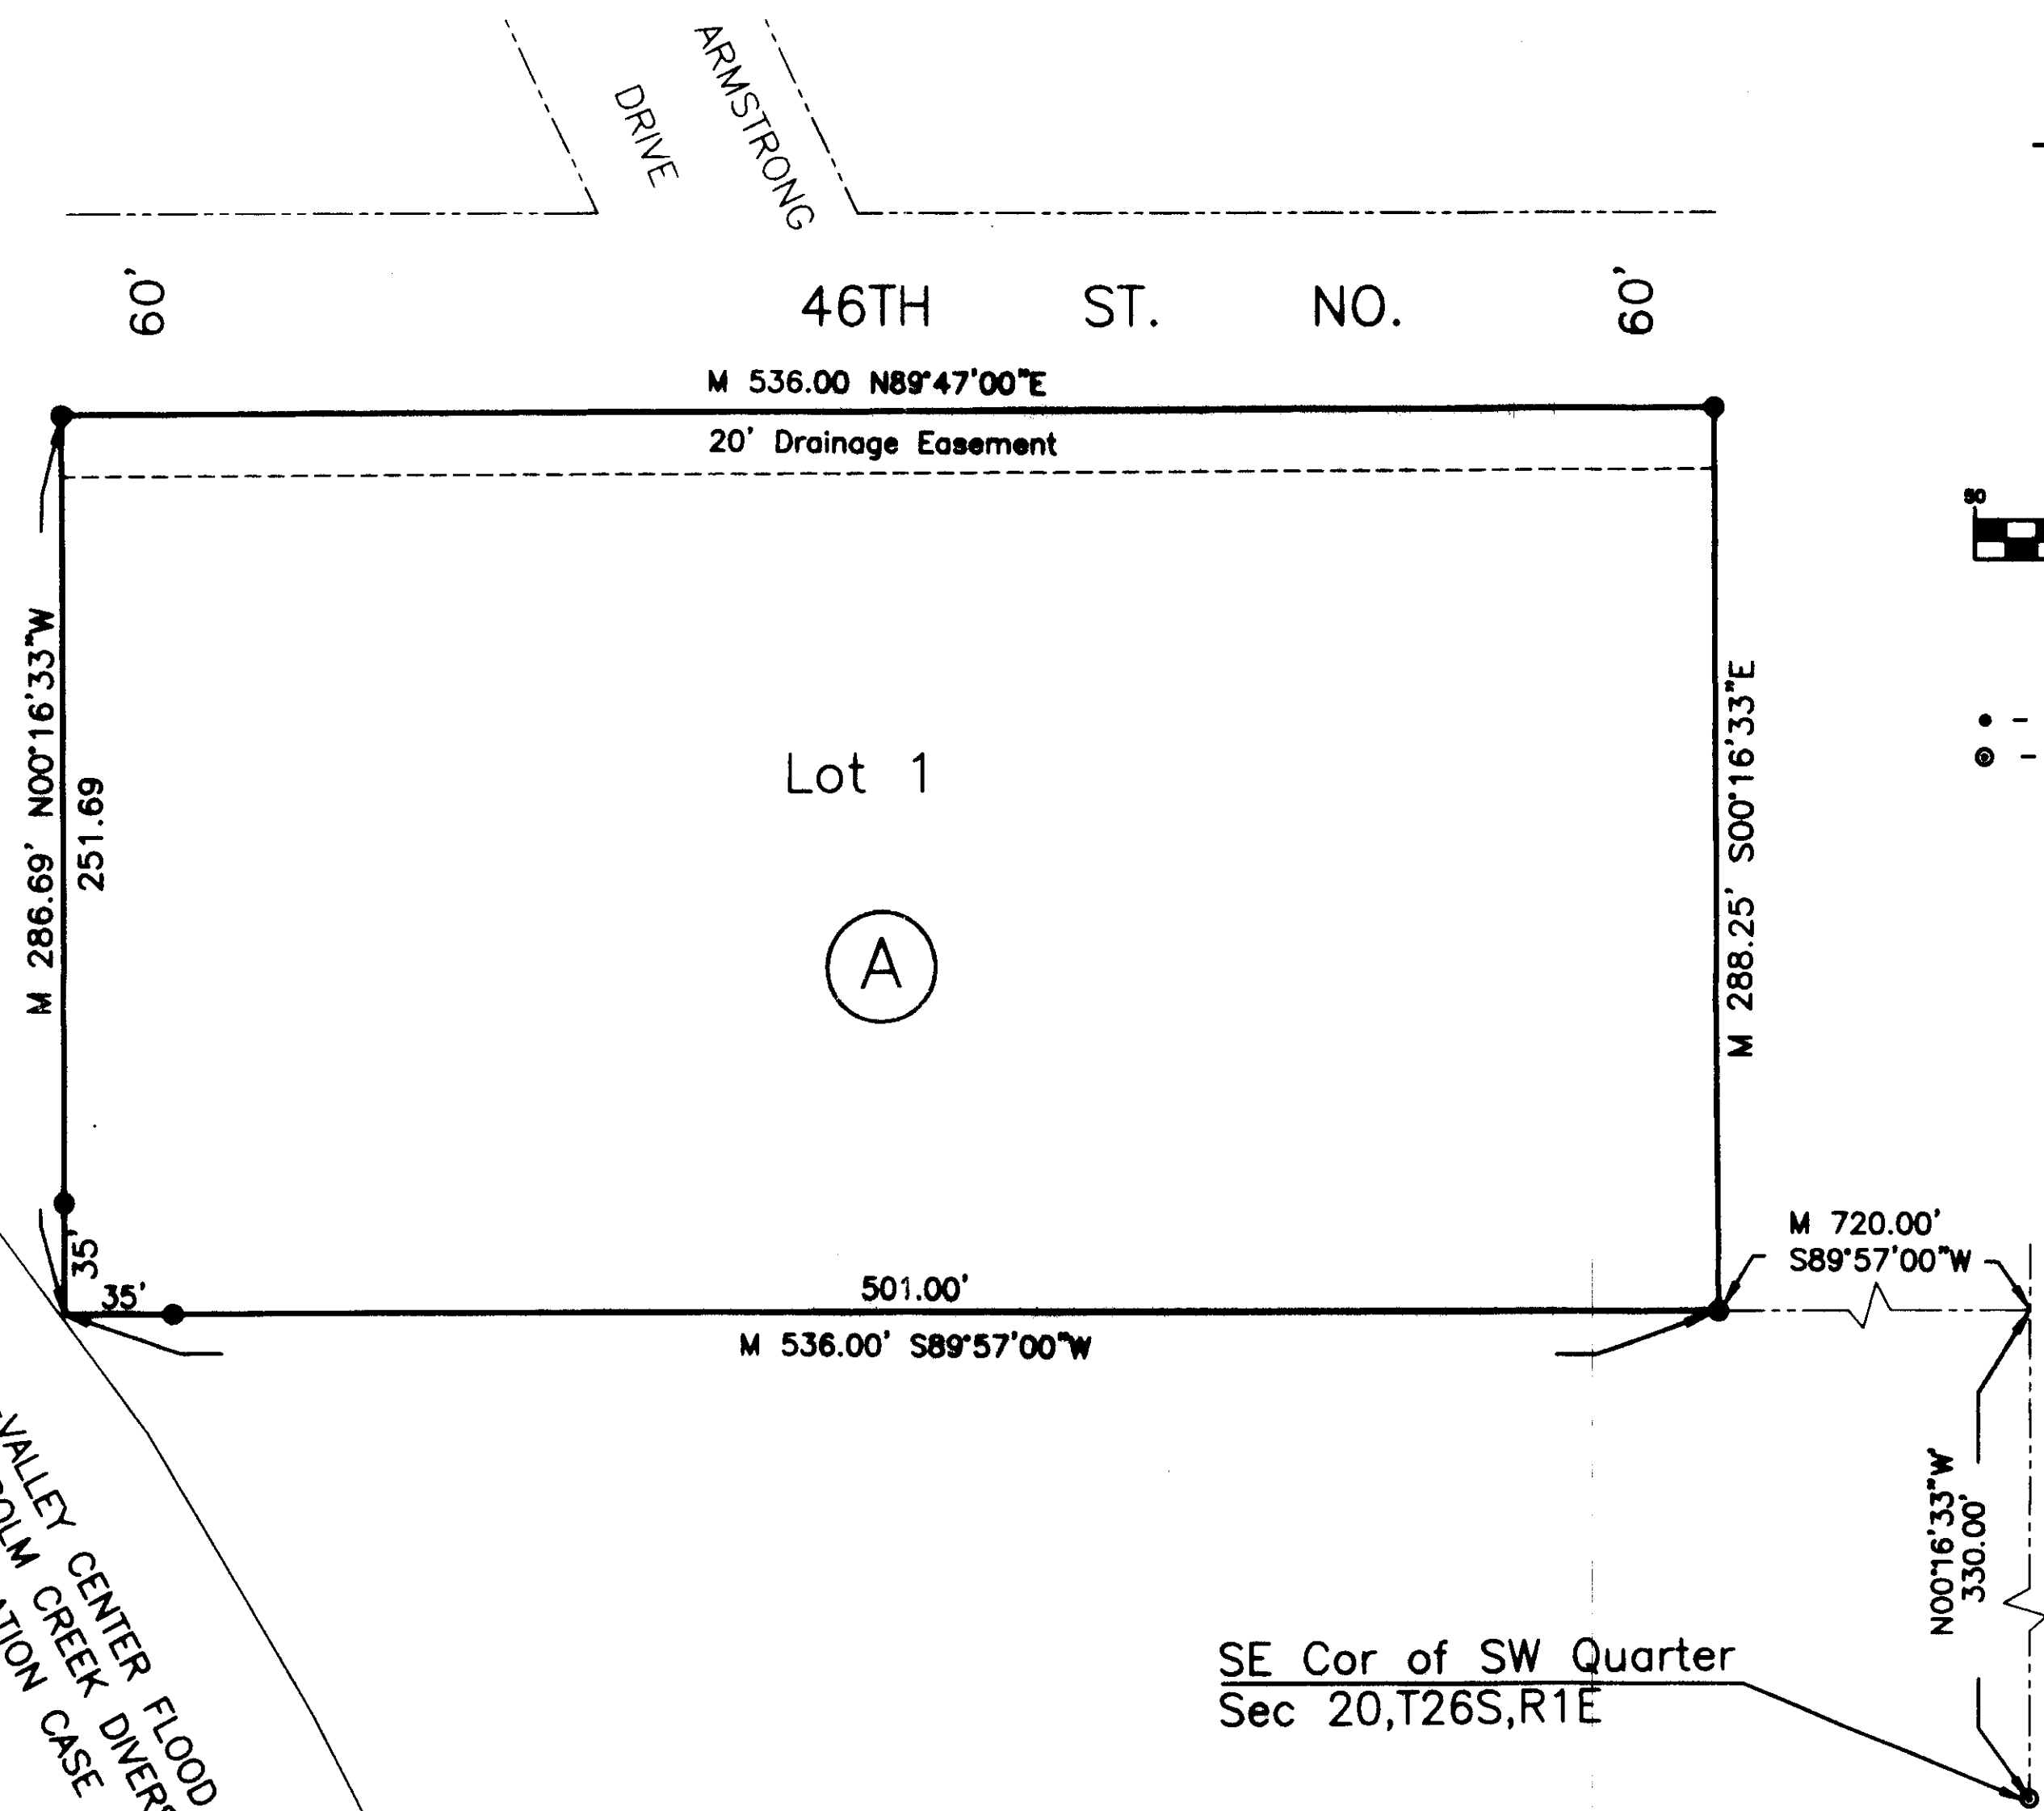 ARMSTRONG
DRIVE
60'
46TH ST. NO.
60'
M 536.00 N89°47'00"E
20' Drainage Easement
50
M 286.69' N00°16'33"W
251.69
Lot 1
A
M 288.25' S00°16'33"E
35'
35'
501.00'
M 536.00' S89°57'00"W
M 720.00'
S89°57'00"W
N00°16'33"W
330.00'
VALLEY CENTER FLOOD
CREEK
CASE
SE Cor of SW Quarter
Sec 20,T26S,R1E